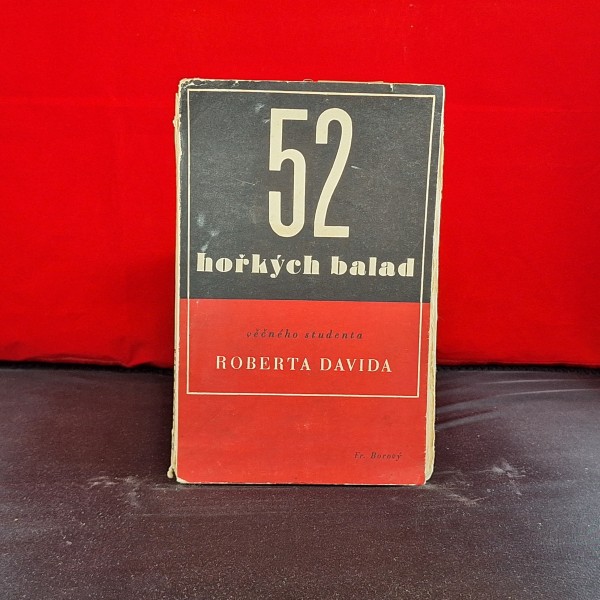 52
hořkých balad
věčného studenta
ROBERTA DAVIDA
Fr. Borový